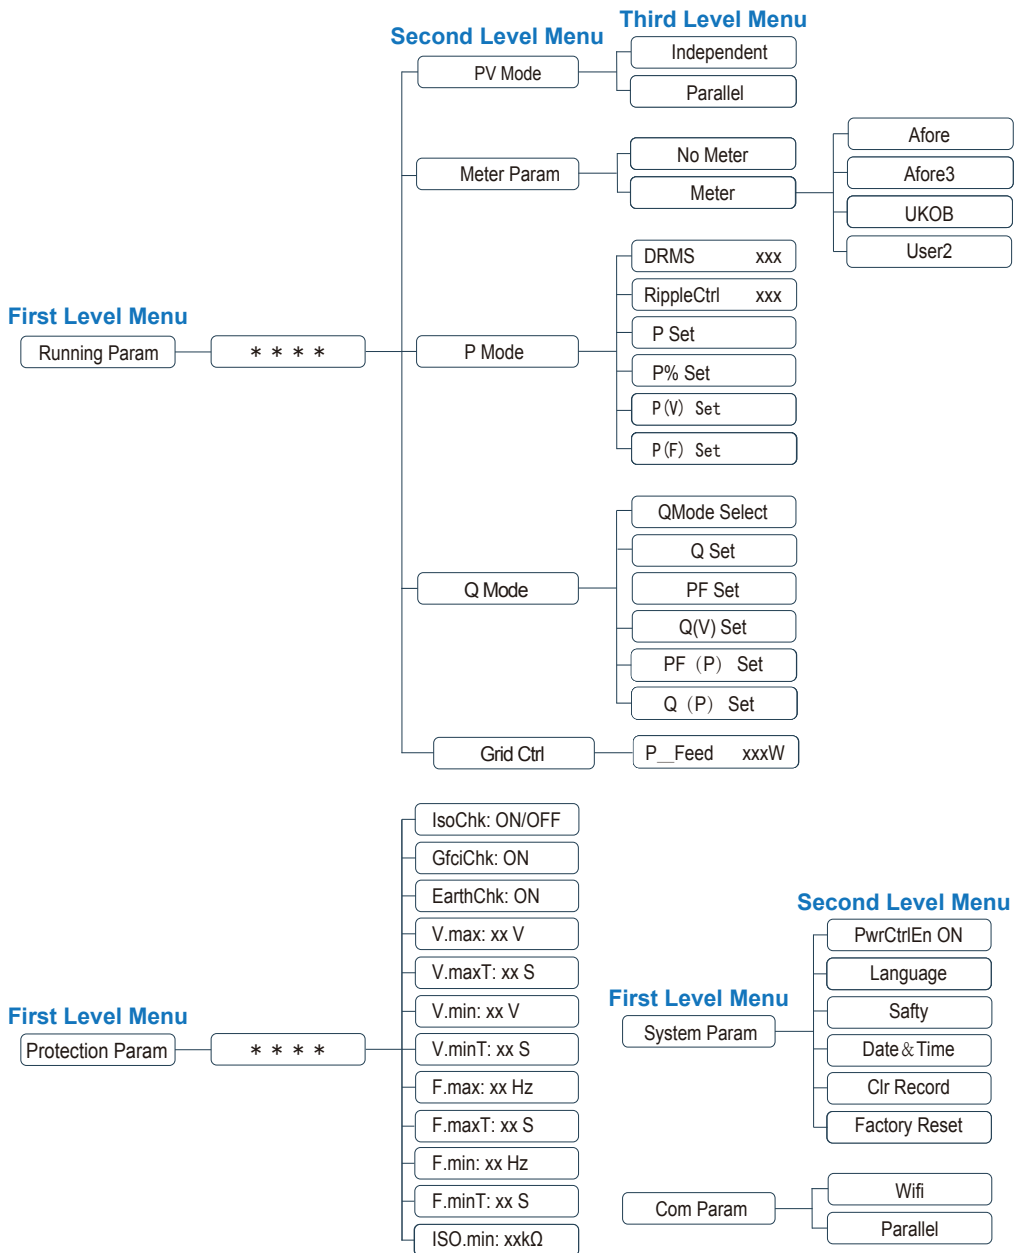 Third Level Menu
Second Level Menu
Independent
PV Mode
Parallel
Afore
No Meter
Meter Param
Afore3
Meter
UKOB
User2
DRMS xxx
RippleCtrl xxx
First Level Menu
P Set
Running Param
＊＊＊＊
P Mode
P% Set
P(V) Set
P(F) Set
QMode Select
Q Set
Q Mode
PF Set
Q(V) Set
PF（P） Set
Q（P） Set
Grid Ctrl
P__Feed xxxW
IsoChk: ON/OFF
GfciChk: ON
EarthChk: ON
V.max: xx V
V.maxT: xx S
V.min: xx V
First Level Menu
Protection Param
＊＊＊＊
V.minT: xx S
F.max: xx Hz
F.maxT: xx S
F.min: xx Hz
F.minT: xx S
ISO.min: xxkΩ
Second Level Menu
PwrCtrlEn ON
Language
First Level Menu
Safty
System Param
Date＆Time
Clr Record
Factory Reset
Wifi
Com Param
Parallel